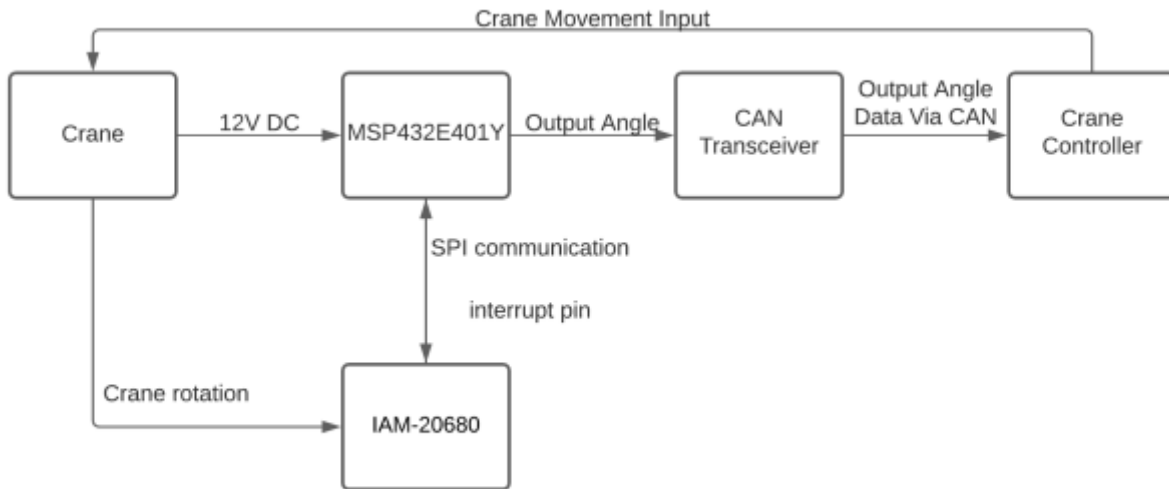 Crane Movement Input
Crane
12V DC
MSP432E401Y
Output Angle
CAN
Transceiver
Output Angle
Data Via CAN
Crane
Controller
SPI communication
interrupt pin
Crane rotation
IAM-20680